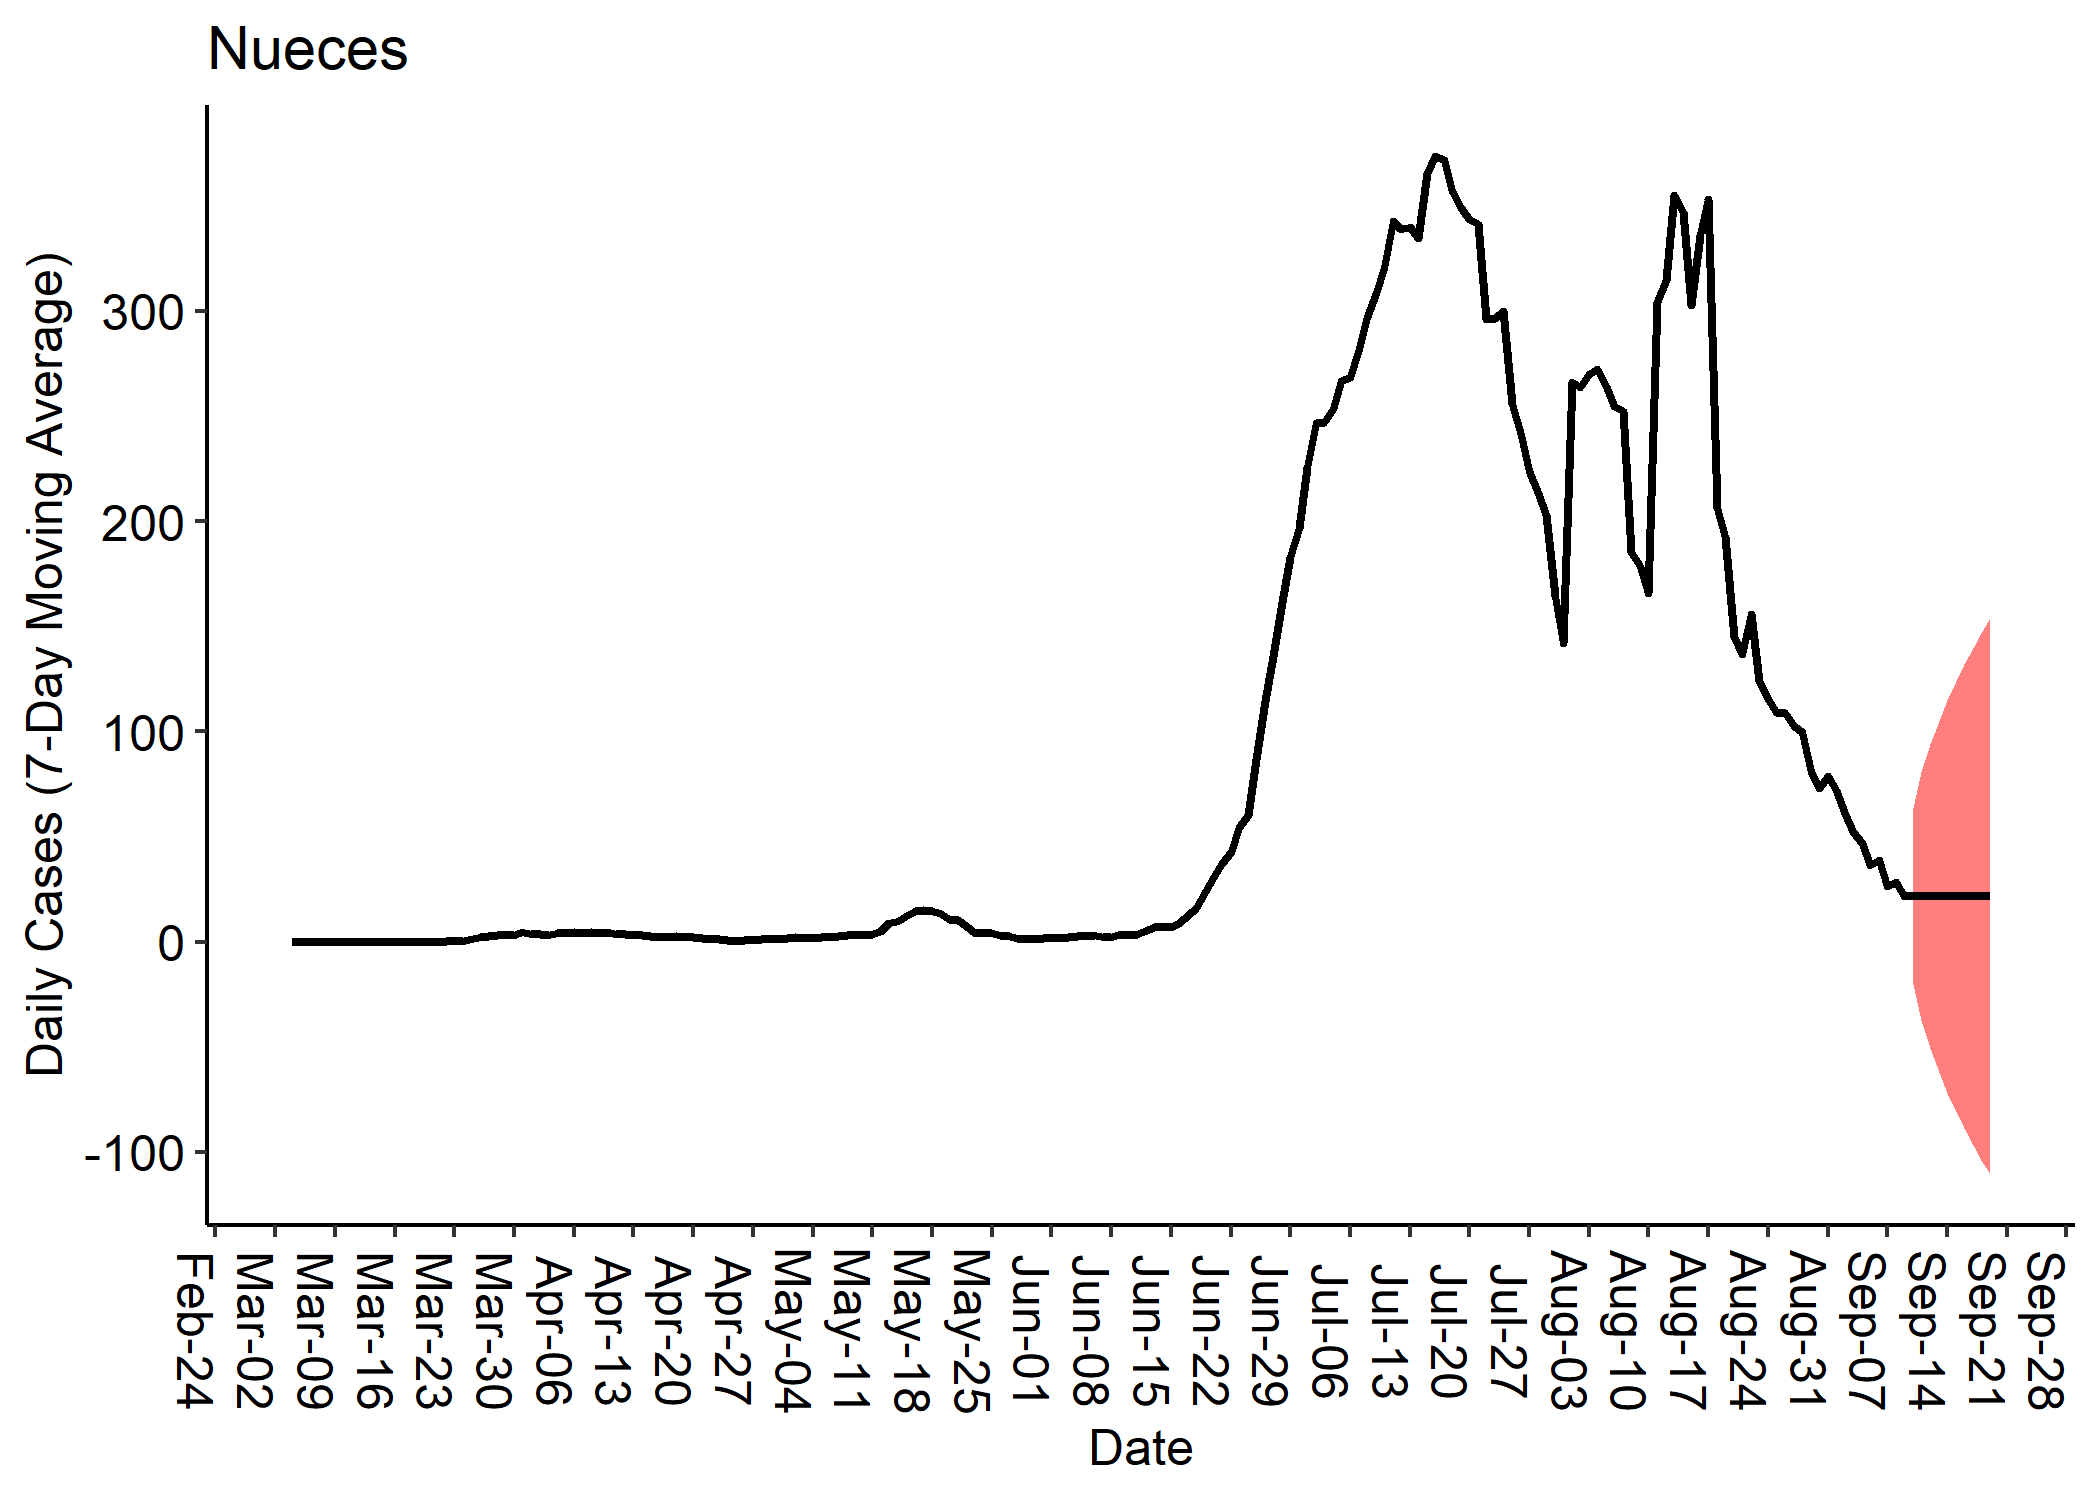 Nueces
Daily Cases (7-Day Moving Average)
300
200
100
0
-100
Feb-24
Mar-02
Mar-09
Mar-16
Mar-23
Mar-30
Apr-06
Apr-13
Apr-20
Apr-27
May-04
May-11
May-18
May-25
Jun-01
Jun-08
Jun-15
Jun-22
Jun-29
Jul-06
Jul-13
Jul-20
Jul-27
Aug-03
Aug-10
Aug-17
Aug-24
Aug-31
Sep-07
Sep-14
Sep-21
Sep-28
Date